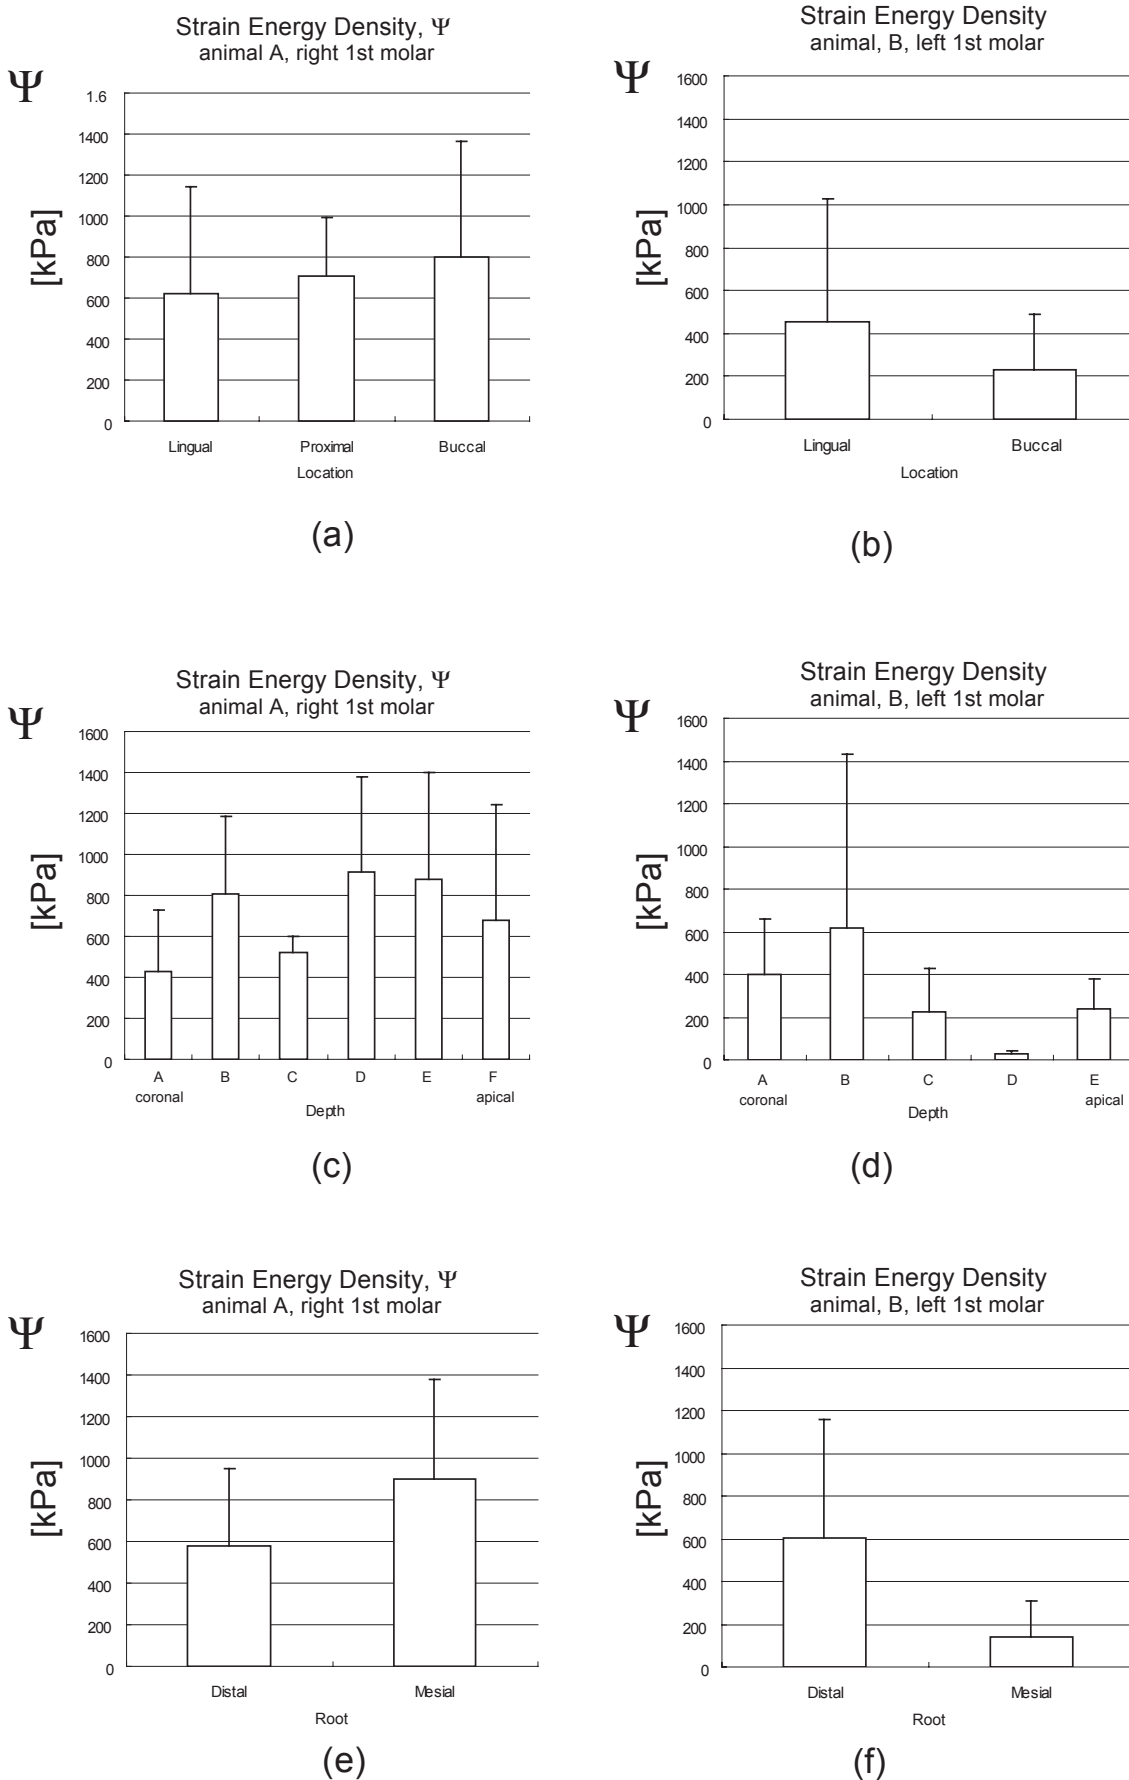 Strain Energy Density, Ψ
animal A, right 1st molar
Ψ
[kPa]
1.6
1400
1200
1000
800
600
400
200
0
Lingual
Proximal
Buccal
Location
(a)
Strain Energy Density
animal, B, left 1st molar
Ψ
[kPa]
1600
1400
1200
1000
800
600
400
200
0
Lingual
Buccal
Location
(b)
Strain Energy Density, Ψ
animal A, right 1st molar
Ψ
[kPa]
1600
1400
1200
1000
800
600
400
200
0
A
B
C
D
E
F
coronal
apical
Depth
(c)
Strain Energy Density
animal, B, left 1st molar
Ψ
[kPa]
1600
1400
1200
1000
800
600
400
200
0
A
B
C
D
E
coronal
apical
Depth
(d)
Strain Energy Density, Ψ
animal A, right 1st molar
Ψ
[kPa]
1600
1400
1200
1000
800
600
400
200
0
Distal
Mesial
Root
(e)
Strain Energy Density
animal, B, left 1st molar
Ψ
[kPa]
1600
1400
1200
1000
800
600
400
200
0
Distal
Mesial
Root
(f)